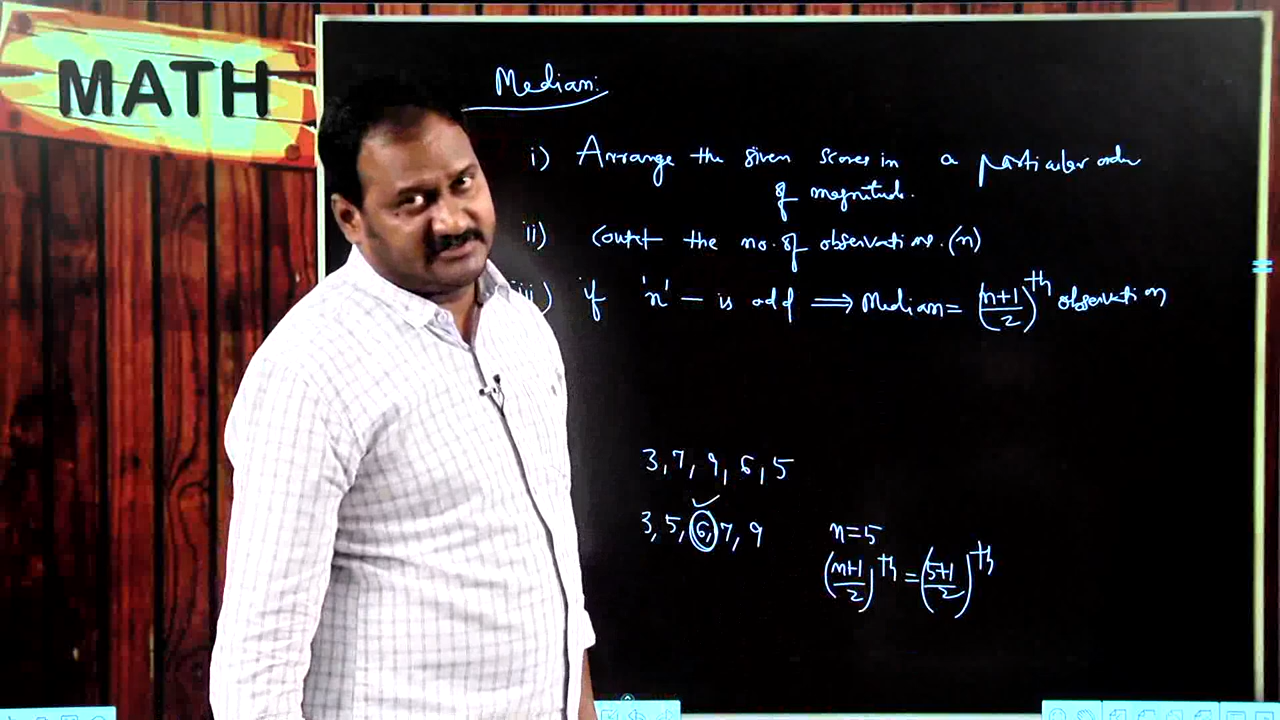 MATH
Median:
i) Arrange the given scores in a particular order
of magnitude.
ii) Count the no. of observations. (n)
iii) if 'n' – is odd ⟹ Median = (n+1/2)^th observation
3, 7, 9, 6, 5
3, 5, 6, 7, 9
n=5
(n+1/2)^th = (5+1/2)^th